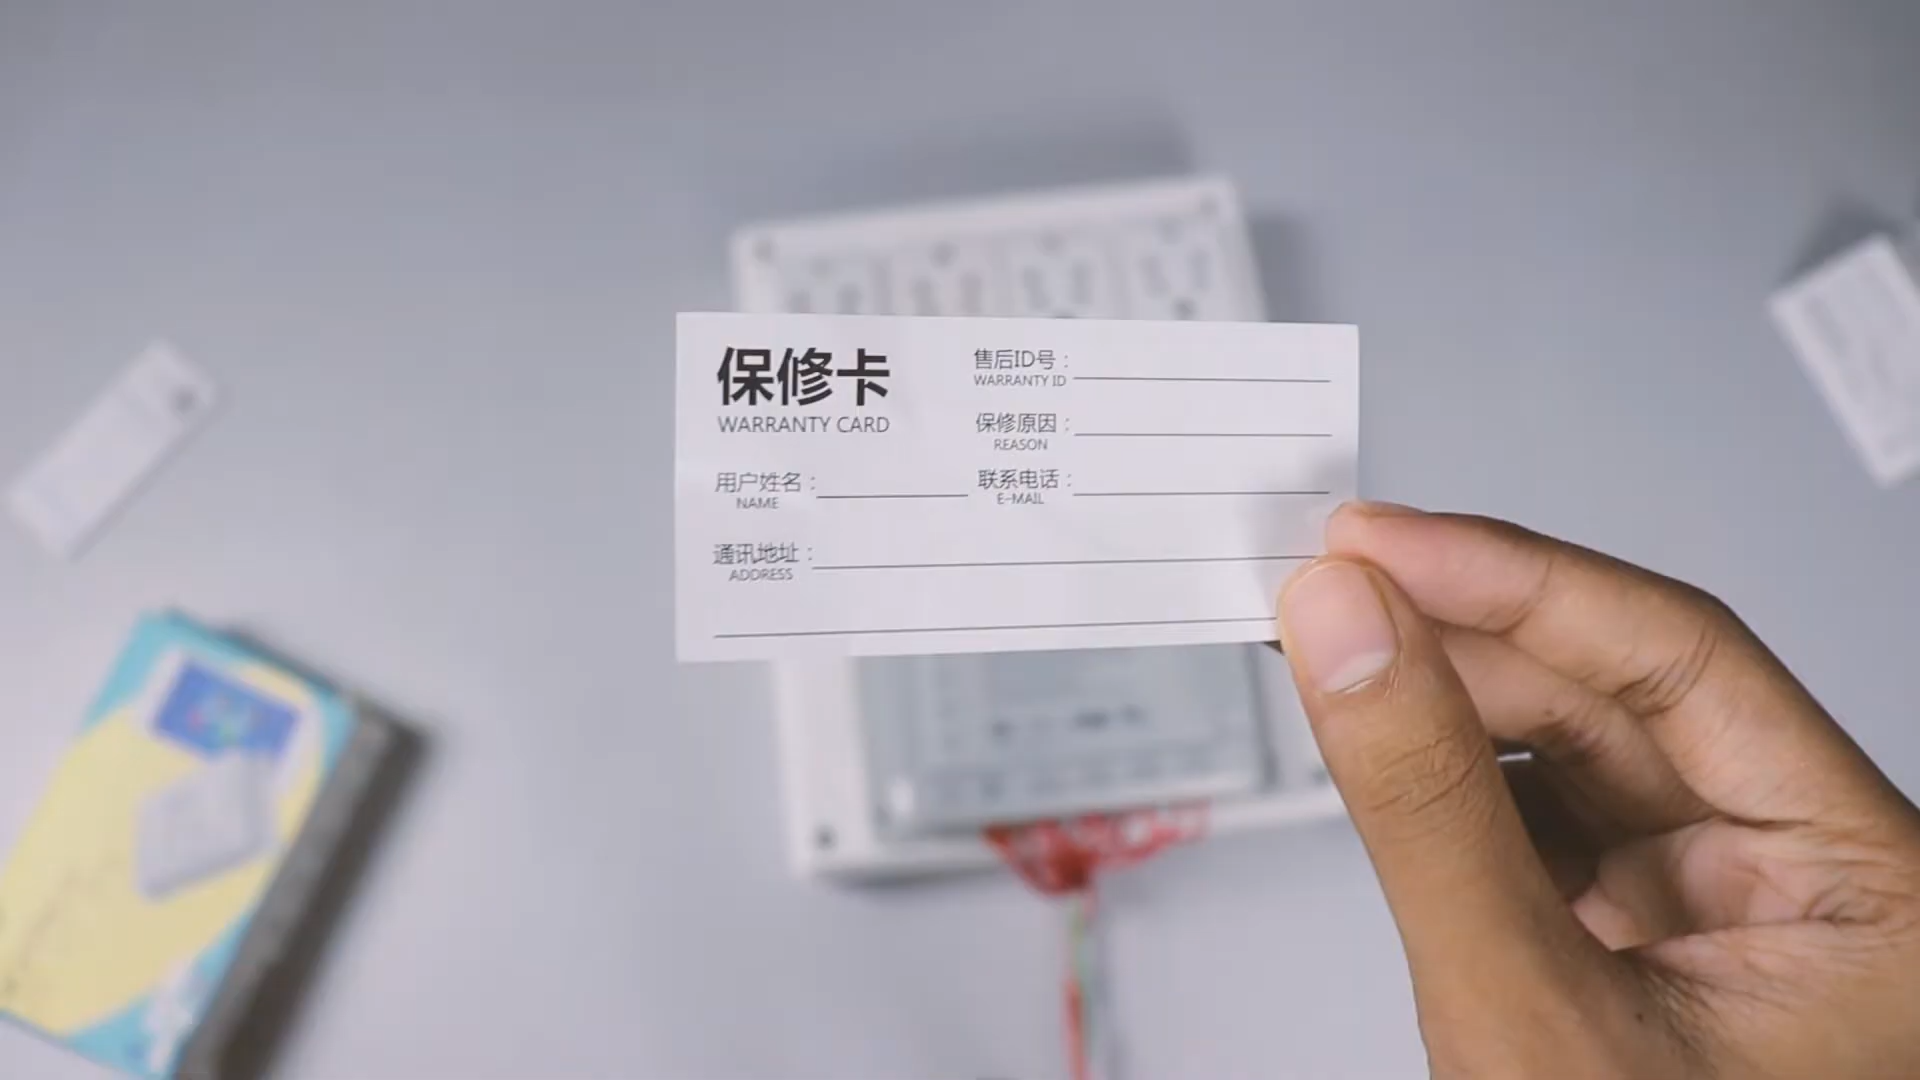 保修卡
WARRANTY CARD
售后ID号：
WARRANTY ID
保修原因：
REASON
用户姓名：
NAME
联系电话：
E-MAIL
通讯地址：
ADDRESS